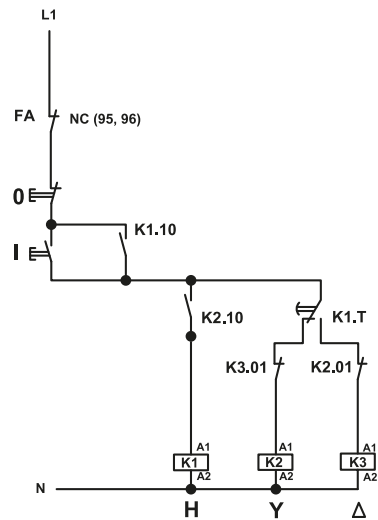 L1
FA
NC (95, 96)
0
K1.10
I
K2.10
K1.T
K3.01
K2.01
A1
A1
A1
K1
K2
K3
A2
A2
A2
N
H
Y
Δ